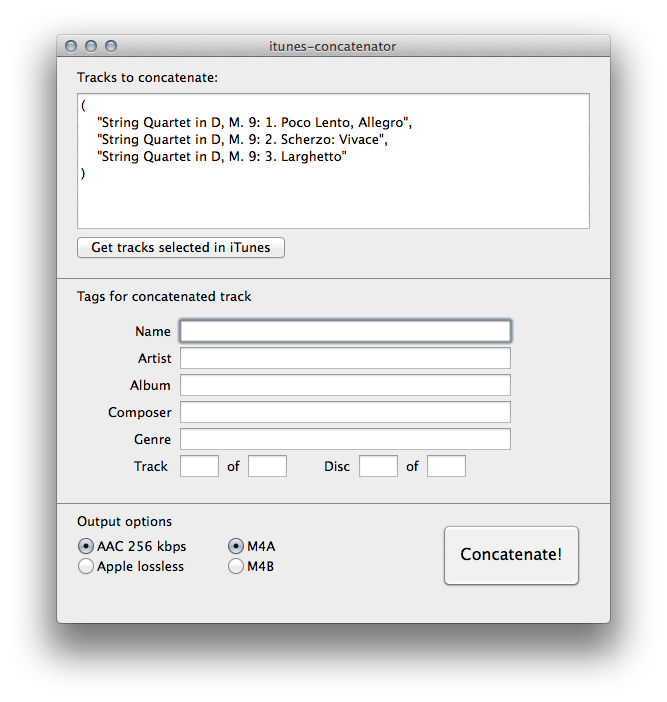 itunes-concatenator
Tracks to concatenate:
(
"String Quartet in D, M. 9: 1. Poco Lento, Allegro",
"String Quartet in D, M. 9: 2. Scherzo: Vivace",
"String Quartet in D, M. 9: 3. Larghetto"
)
Get tracks selected in iTunes
Tags for concatenated track
Name
Artist
Album
Composer
Genre
Track of Disc of
Output options
AAC 256 kbps M4A
Apple lossless M4B
Concatenate!